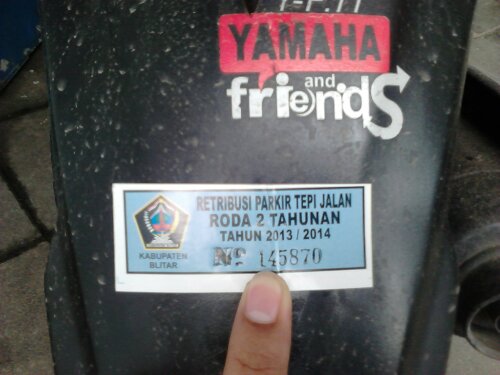 YAMAHA
and
friends
RETRIBUSI PARKIR TEPI JALAN
RODA 2 TAHUNAN
TAHUN 2013 / 2014
KABUPATEN
BLITAR
Nº 145870